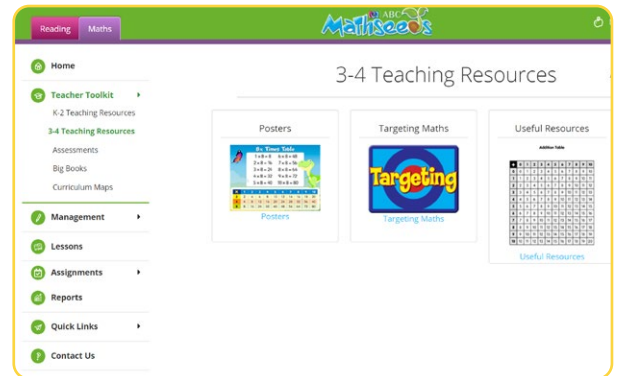 Reading
Maths
ABC
Mathseeds
Home
Teacher Toolkit
K-2 Teaching Resources
3-4 Teaching Resources
Assessments
Big Books
Curriculum Maps
Management
Lessons
Assignments
Reports
Quick Links
Contact Us
3-4 Teaching Resources
Posters
Posters
Targeting Maths
Targeting
Targeting Maths
Useful Resources
Addition Table
Useful Resources